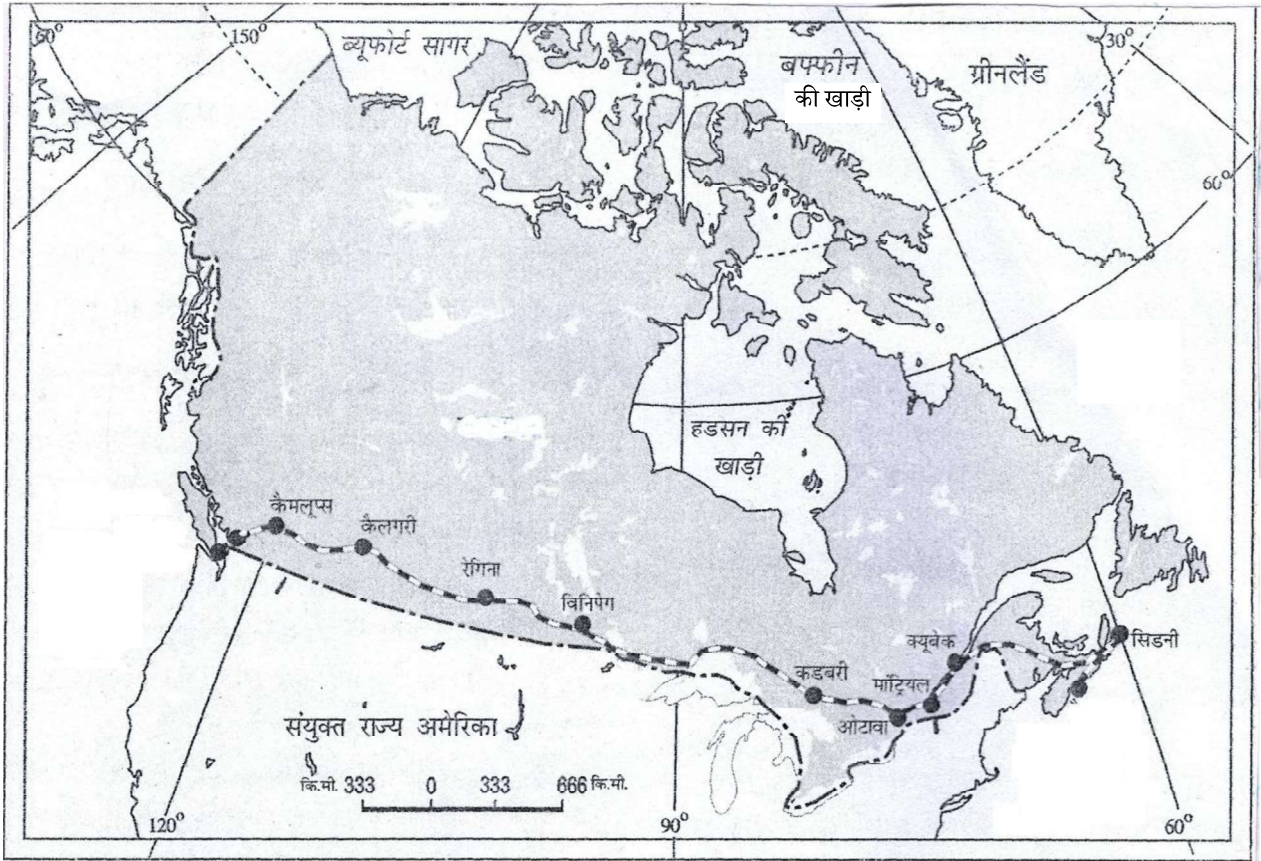 60°
150°
ब्यूफोर्ट सागर
बफ्फीन
की खाड़ी
ग्रीनलैंड
30°
60°
हडसन की
खाड़ी
कैमलूप्स
कैलगरी
रेगिना
विनिपेग
क्यूबेक
सिडनी
कडबरी
मॉट्रियल
ओटावा
संयुक्त राज्य अमेरिका
कि.मी. 333 0 333 666 कि.मी.
120°
90°
60°